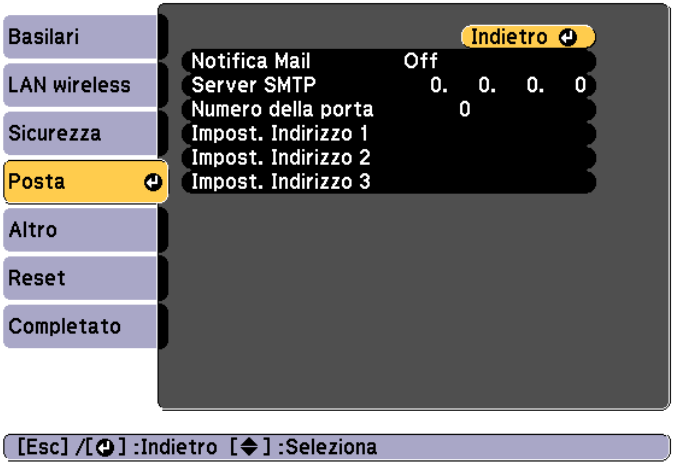 Basilari
LAN wireless
Sicurezza
Posta
Altro
Reset
Completato
Indietro
Notifica Mail Off
Server SMTP 0. 0. 0. 0
Numero della porta 0
Impost. Indirizzo 1
Impost. Indirizzo 2
Impost. Indirizzo 3
[Esc] /[⏎] :Indietro [◆] :Seleziona